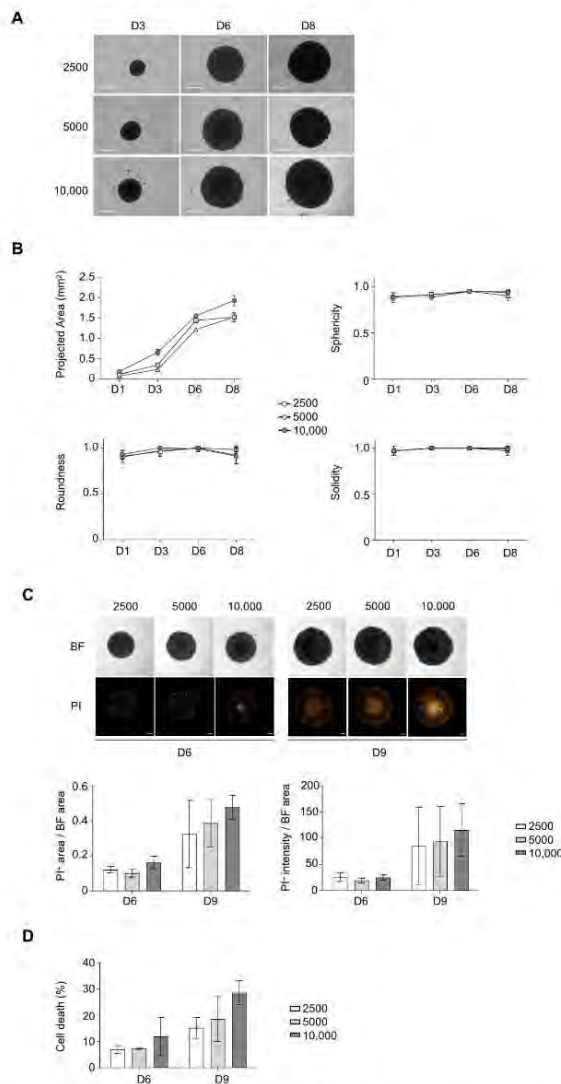 A
D3 D6 D8
2500
5000
10,000
B
Projected Area (mm²)
2.5
2.0
1.5
1.0
0.5
0
D1 D3 D6 D8
Sphericity
1.0
0.5
0
D1 D3 D6 D8
2500
5000
10,000
Roundness
1.0
0.5
0
D1 D3 D6 D8
Solidity
1.0
0.5
0
D1 D3 D6 D8
C
2500 5000 10,000 2500 5000 10,000
BF
PI
D6 D9
PI⁺ area / BF area
0.6
0.4
0.2
0
D6 D9
PI⁺ intensity / BF area
200
150
100
50
0
D6 D9
2500
5000
10,000
D
Cell death (%)
40
30
20
10
0
D6 D9
2500
5000
10,000